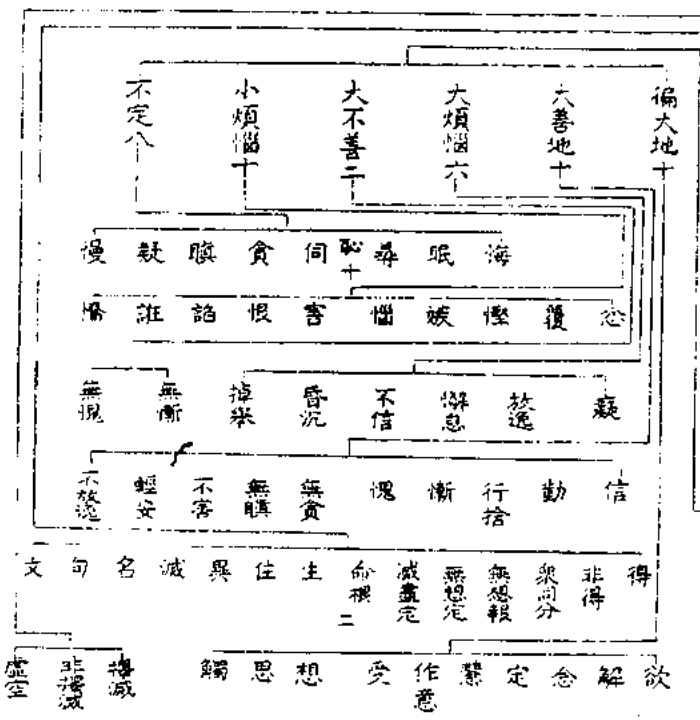 偏大地十
大善地十
大煩惱六
大不善二
小煩惱十
不定八
悔 眠 尋 恥十 伺 貪 瞋 疑 慢
忿 覆 慳 嫉 惱 害 恨 諂 誑 憍
癡 放逸 懈怠 不信 昏沉 掉舉 無慚 無愧
信 勤 行捨 慚 愧 無貪 無瞋 不害 輕安 不放逸
得 非得 眾同分 無想報 無想定 滅盡定 命根 二 生 住 異 滅 名 句 文
欲 解 念 定 慧 作意 受 想 思 觸 擇滅 非擇滅 虛空